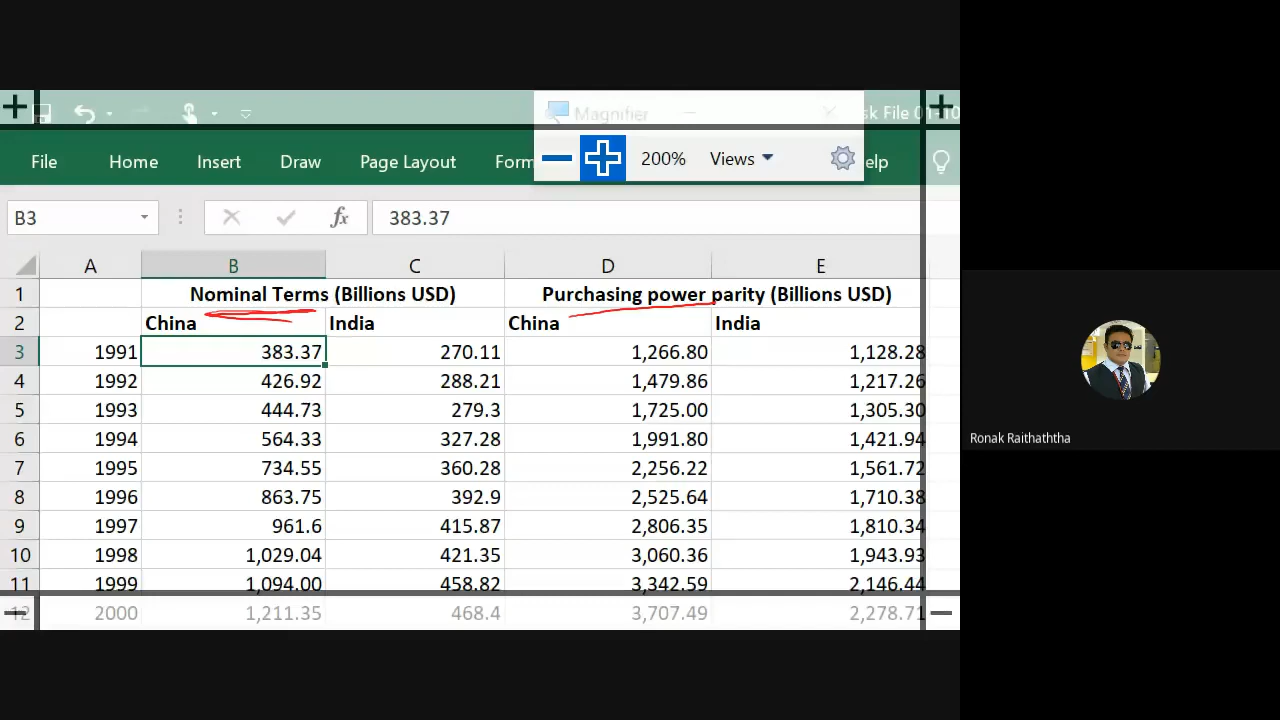 Magnifier
sk File 01-10
File Home Insert Draw Page Layout Form elp
200% Views
B3 fx 383.37
A B C D E
1 Nominal Terms (Billions USD) Purchasing power parity (Billions USD)
2 China India China India
3 1991 383.37 270.11 1,266.80 1,128.28
4 1992 426.92 288.21 1,479.86 1,217.26
5 1993 444.73 279.3 1,725.00 1,305.30
6 1994 564.33 327.28 1,991.80 1,421.94
7 1995 734.55 360.28 2,256.22 1,561.72
8 1996 863.75 392.9 2,525.64 1,710.38
9 1997 961.6 415.87 2,806.35 1,810.34
10 1998 1,029.04 421.35 3,060.36 1,943.93
11 1999 1,094.00 458.82 3,342.59 2,146.44
12 2000 1,211.35 468.4 3,707.49 2,278.71
Ronak Raithaththa